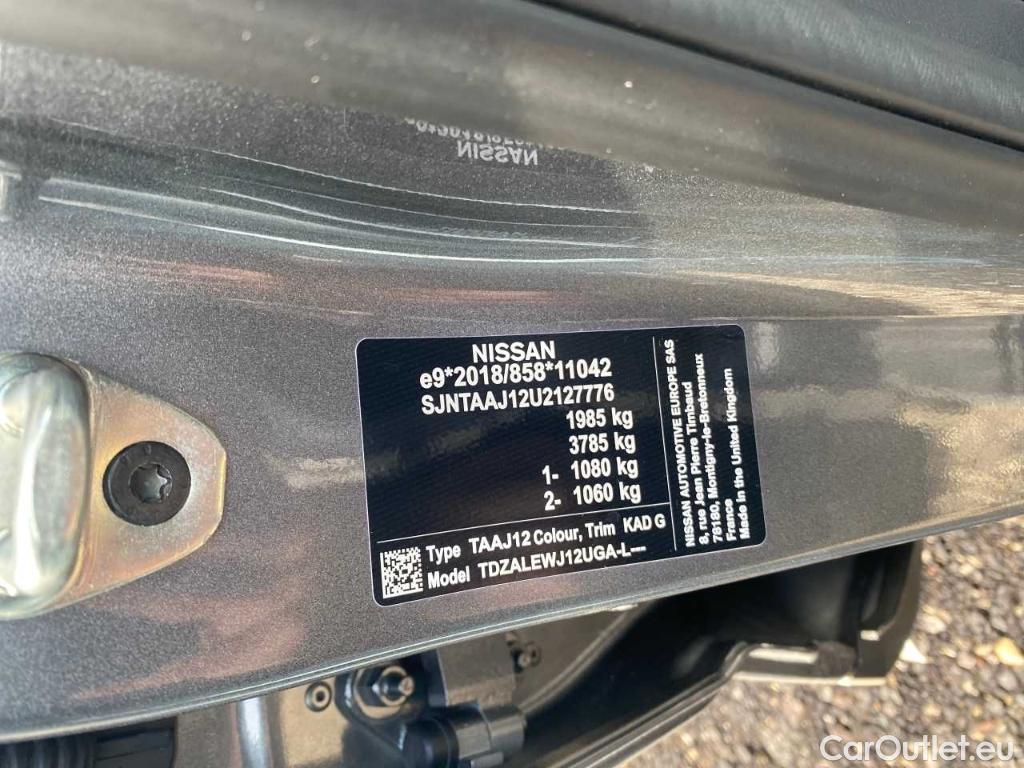 NISSAN
NISSAN
e9*2018/858*11042
SJNTAAJ12U2127776
1985 kg
3785 kg
1- 1080 kg
2- 1060 kg
Type TAAJ12 Colour, Trim KAD G
Model TDZALEWJ12UGA-L---
NISSAN AUTOMOTIVE EUROPE SAS
8, rue Jean Pierre Timbaud
78180, Montigny-le-Bretonneux
France
Made in the United Kingdom
CarOutlet.eu